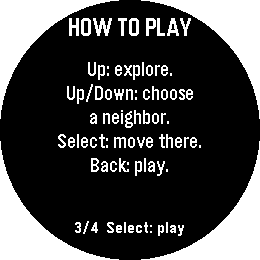 HOW TO PLAY
Up: explore.
Up/Down: choose
a neighbor.
Select: move there.
Back: play.
3/4 Select: play